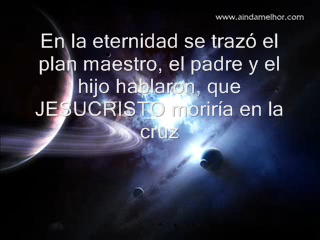 www.aindamelhor.com
En la eternidad se trazó el
plan maestro, el padre y el
hijo hablaron, que
JESUCRISTO moriría en la
cruz